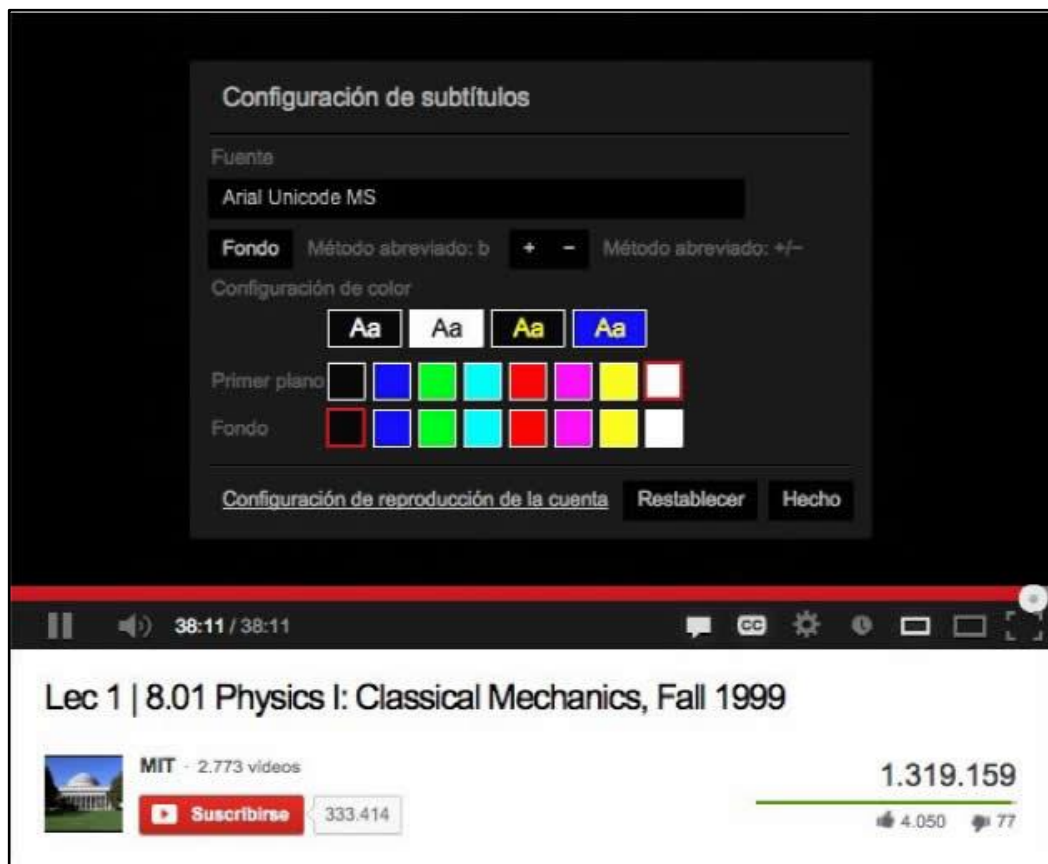 Configuración de subtítulos
Fuente
Arial Unicode MS
Fondo Método abreviado: b + − Método abreviado: +/−
Configuración de color
Aa Aa Aa Aa
Primer plano
Fondo
Configuración de reproducción de la cuenta Restablecer Hecho
38:11 / 38:11 CC
Lec 1 | 8.01 Physics I: Classical Mechanics, Fall 1999
MIT · 2.773 vídeos
1.319.159
Suscribirse 333.414
4.050 77